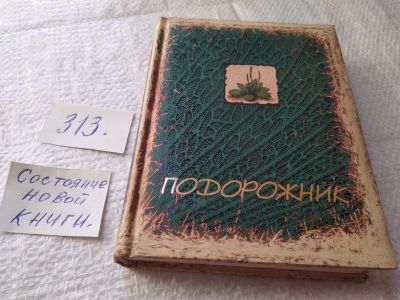 313.
Состояние
новой
книги.
ПОДОРОЖНИК